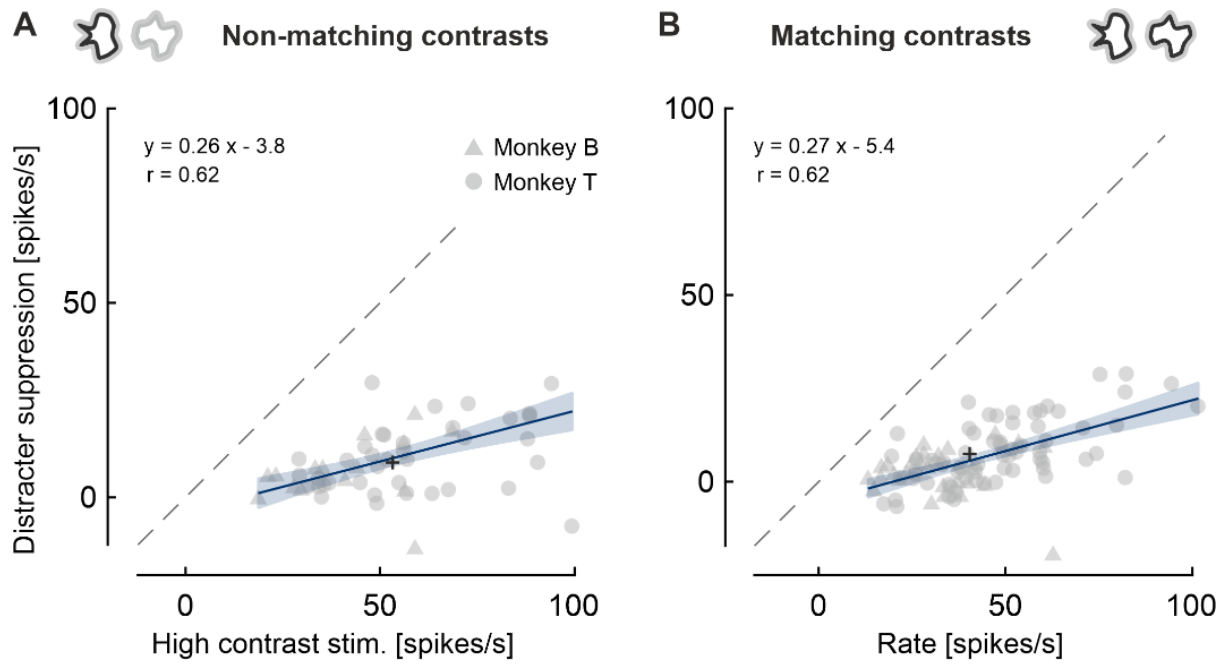 A Non-matching contrasts
B Matching contrasts
Distracter suppression [spikes/s]
100
50
0
y = 0.26 x - 3.8
r = 0.62
Monkey B
Monkey T
0 50 100
High contrast stim. [spikes/s]
100
50
0
y = 0.27 x - 5.4
r = 0.62
0 50 100
Rate [spikes/s]